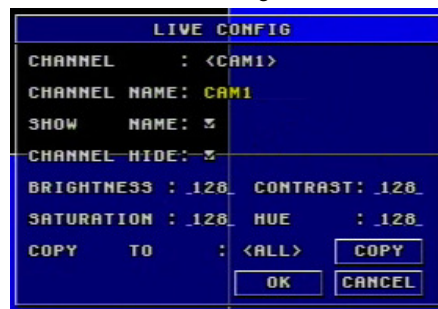 LIVE CONFIG
CHANNEL : <CAM1>
CHANNEL NAME: CAM1
SHOW NAME:
CHANNEL HIDE:
BRIGHTNESS : 128 CONTRAST: 128
SATURATION : 128 HUE : 128
COPY TO : <ALL> COPY
OK CANCEL